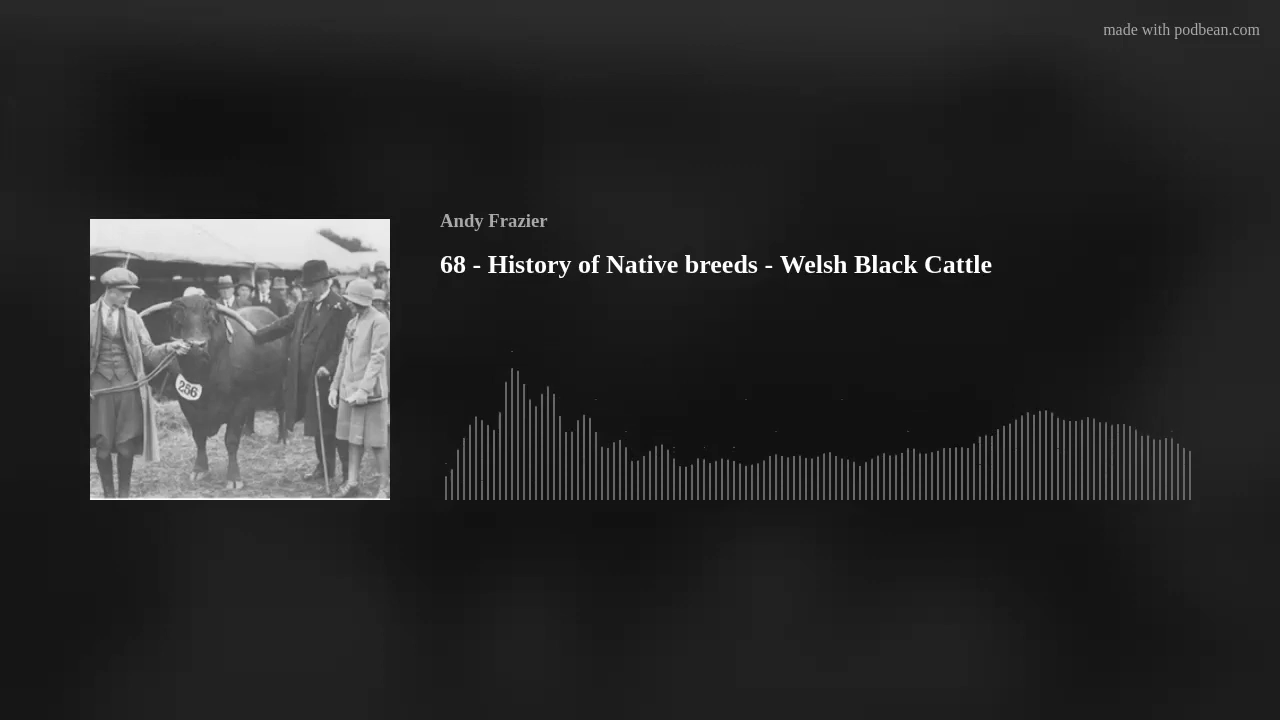 made with podbean.com
Andy Frazier
68 - History of Native breeds - Welsh Black Cattle
256